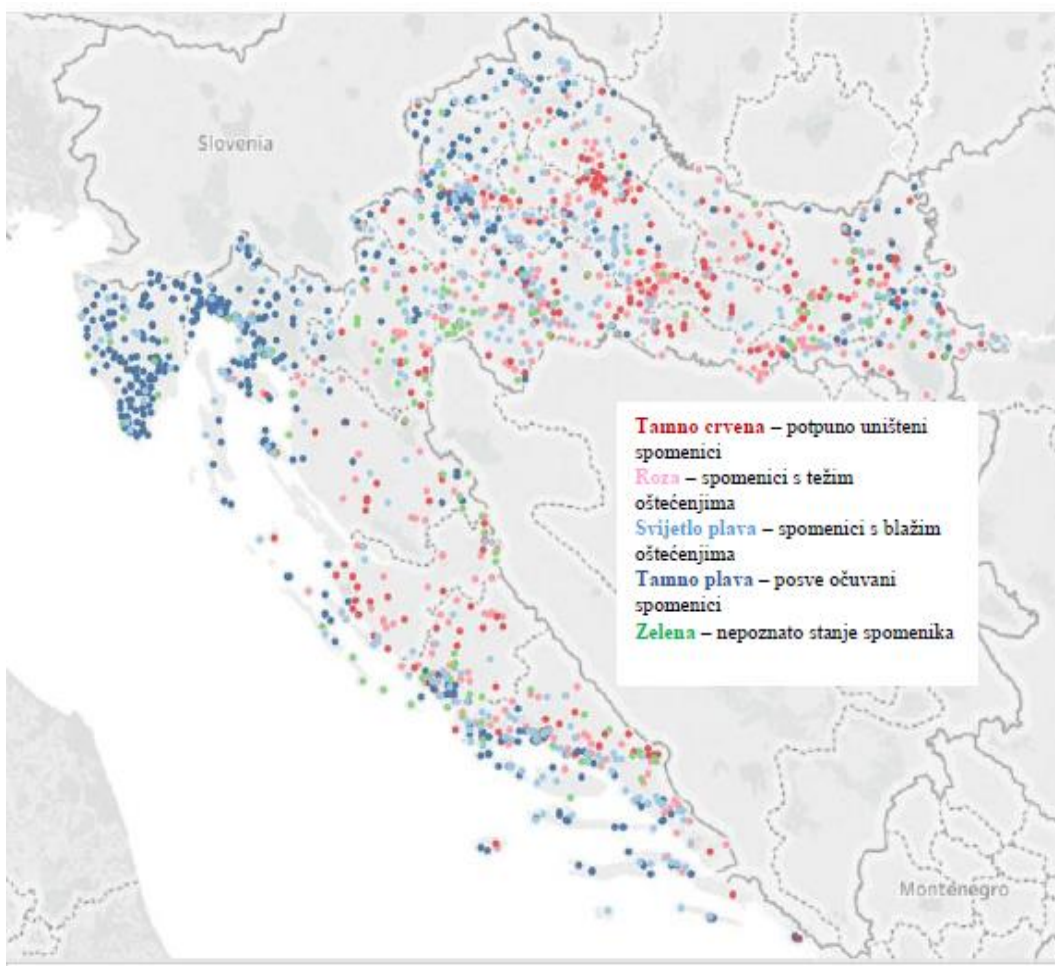 Slovenia
Tamno crvena – potpuno uništeni
spomenici
Roza – spomenici s težim
oštećenjima
Svijetlo plava – spomenici s blažim
oštećenjima
Tamno plava – posve očuvani
spomenici
Zelena – nepoznato stanje spomenika
Montenegro